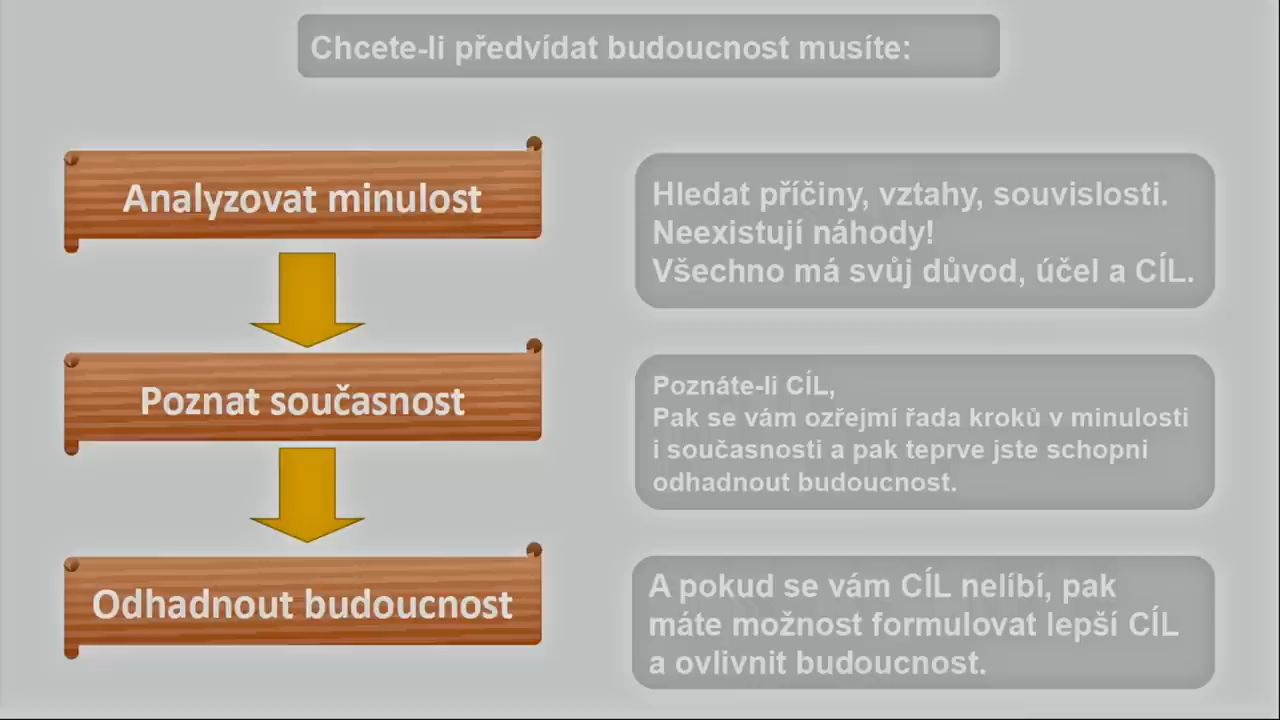 Chcete-li předvídat budoucnost musíte:
Analyzovat minulost
Hledat příčiny, vztahy, souvislosti.
Neexistují náhody!
Všechno má svůj důvod, účel a CÍL.
Poznat současnost
Poznáte-li CÍL,
Pak se vám ozřejmí řada kroků v minulosti
i současnosti a pak teprve jste schopni
odhadnout budoucnost.
Odhadnout budoucnost
A pokud se vám CÍL nelíbí, pak
máte možnost formulovat lepší CÍL
a ovlivnit budoucnost.